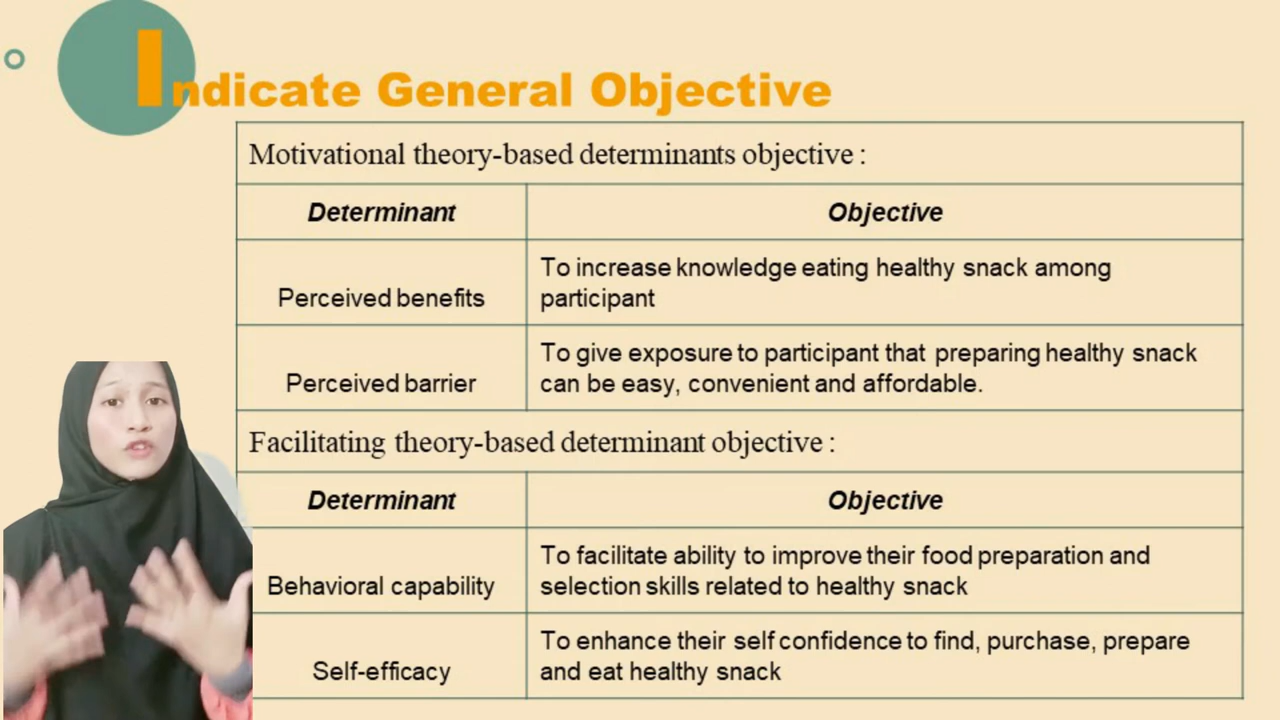 Indicate General Objective
Motivational theory-based determinants objective :
Determinant Objective
Perceived benefits
To increase knowledge eating healthy snack among
participant
Perceived barrier
To give exposure to participant that preparing healthy snack
can be easy, convenient and affordable.
Facilitating theory-based determinant objective :
Determinant Objective
Behavioral capability
To facilitate ability to improve their food preparation and
selection skills related to healthy snack
Self-efficacy
To enhance their self confidence to find, purchase, prepare
and eat healthy snack